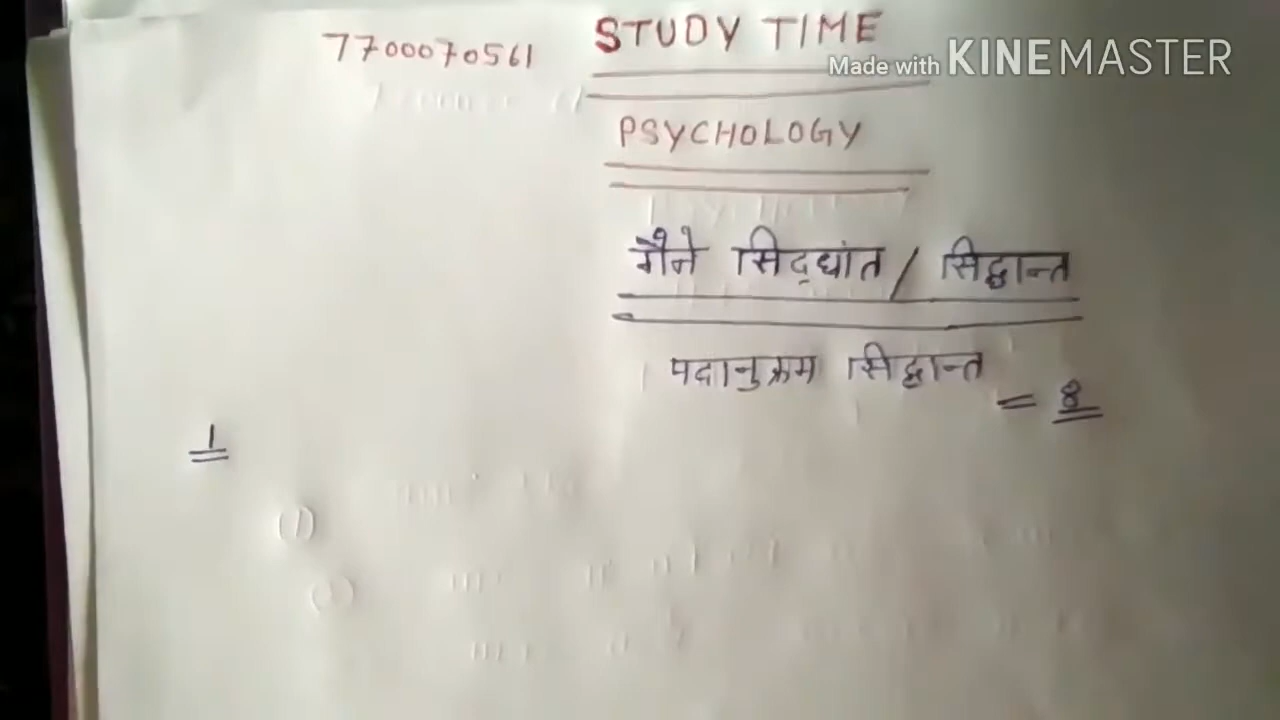 7700070561 STUDY TIME
Made with KINEMASTER
PSYCHOLOGY
गैने सिद्धांत / सिद्धान्त
पदानुक्रम सिद्धान्त = 8
1